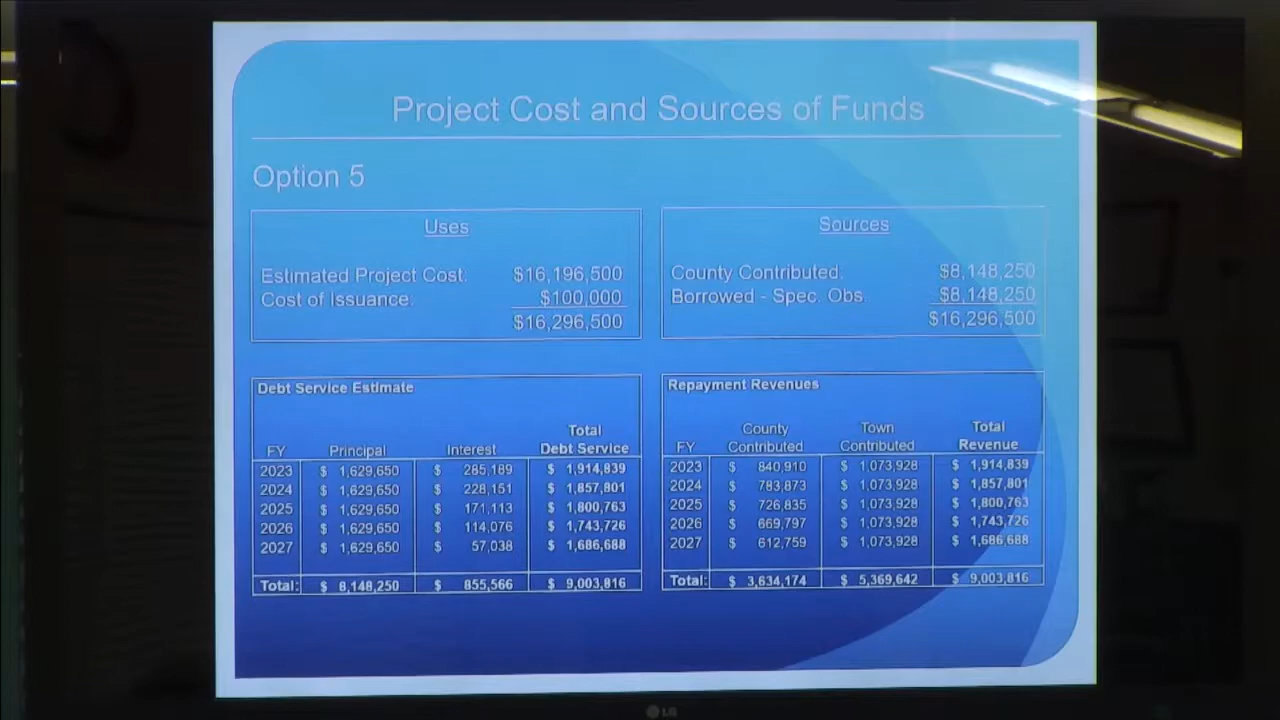 Project Cost and Sources of Funds
Option 5
Uses
Estimated Project Cost: $16,196,500
Cost of Issuance: $100,000
$16,296,500
Sources
County Contributed: $8,148,250
Borrowed - Spec. Obs. $8,148,250
$16,296,500
Debt Service Estimate
FY Principal Interest Total Debt Service
2023 $ 1,629,650 $ 285,189 $ 1,914,839
2024 $ 1,629,650 $ 228,151 $ 1,857,801
2025 $ 1,629,650 $ 171,113 $ 1,800,763
2026 $ 1,629,650 $ 114,076 $ 1,743,726
2027 $ 1,629,650 $ 57,038 $ 1,686,688
Total: $ 8,148,250 $ 855,566 $ 9,003,816
Repayment Revenues
FY County Contributed Town Contributed Total Revenue
2023 $ 840,910 $ 1,073,928 $ 1,914,839
2024 $ 783,873 $ 1,073,928 $ 1,857,801
2025 $ 726,835 $ 1,073,928 $ 1,800,763
2026 $ 669,797 $ 1,073,928 $ 1,743,726
2027 $ 612,759 $ 1,073,928 $ 1,686,688
Total: $ 3,634,174 $ 5,369,642 $ 9,003,816
LG